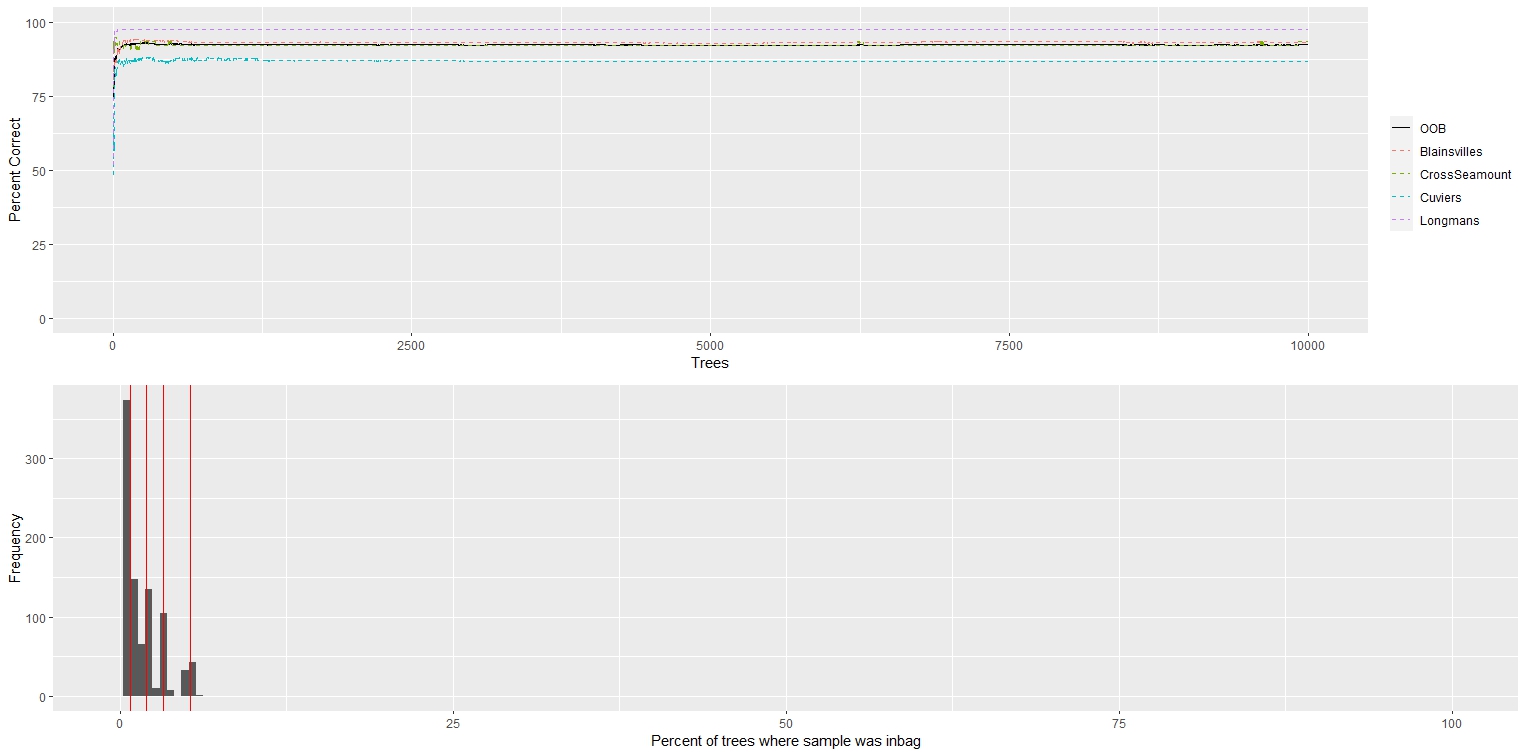 100
75
50
25
0
Percent Correct
0
2500
5000
7500
10000
Trees
OOB
Blainsvilles
CrossSeamount
Cuviers
Longmans
300
200
100
0
Frequency
0
25
50
75
100
Percent of trees where sample was inbag